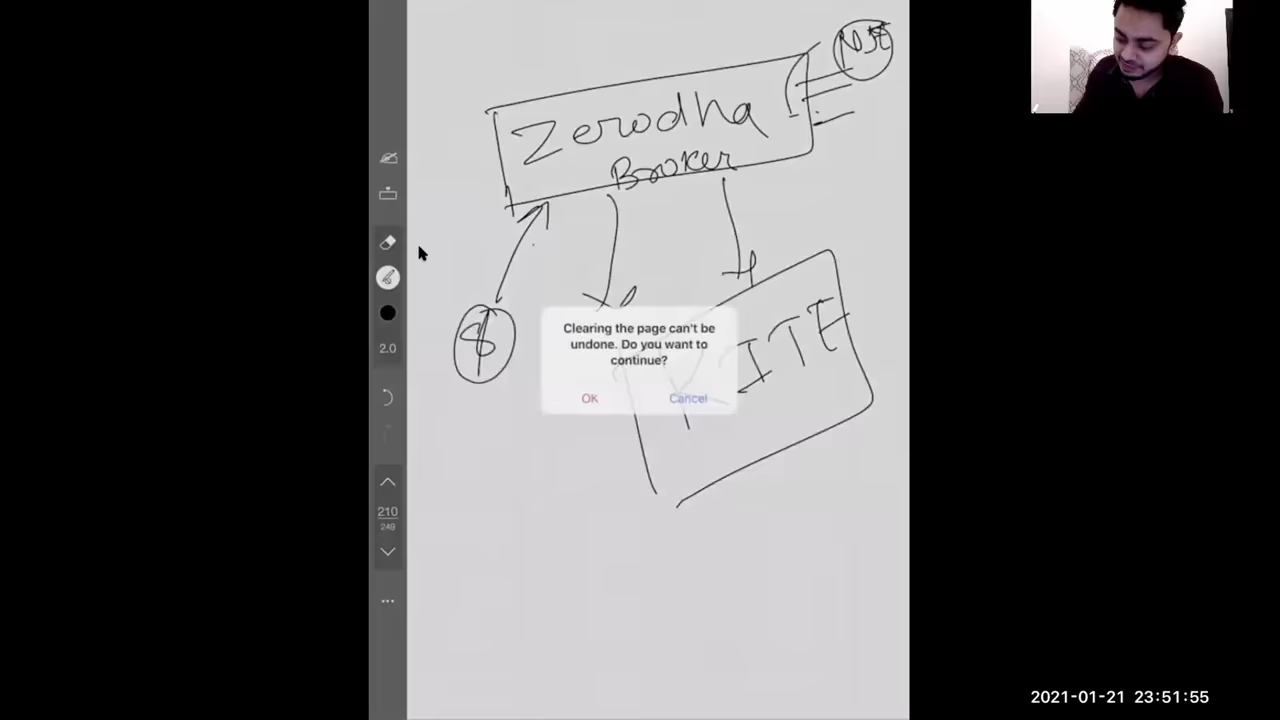 NSE
Zerodha
Broker
$
KITE
Clearing the page can't be
undone. Do you want to
continue?
OK
Cancel
2.0
210
249
2021-01-21 23:51:55